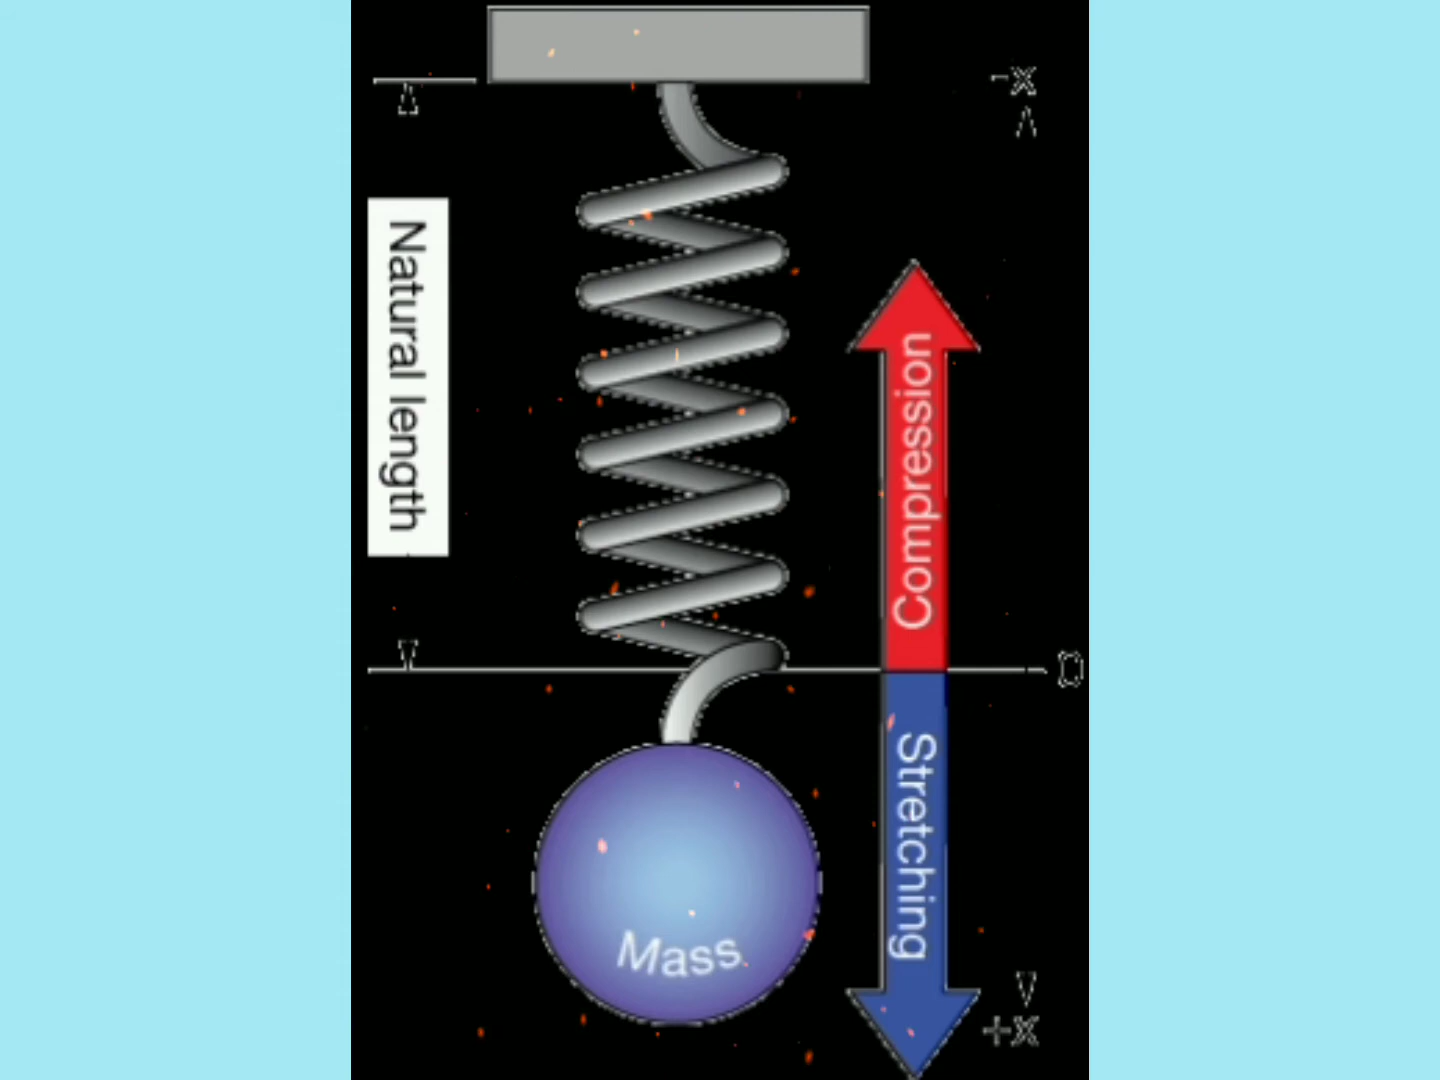 -x
Natural length
Compression
0
Stretching
Mass
+x